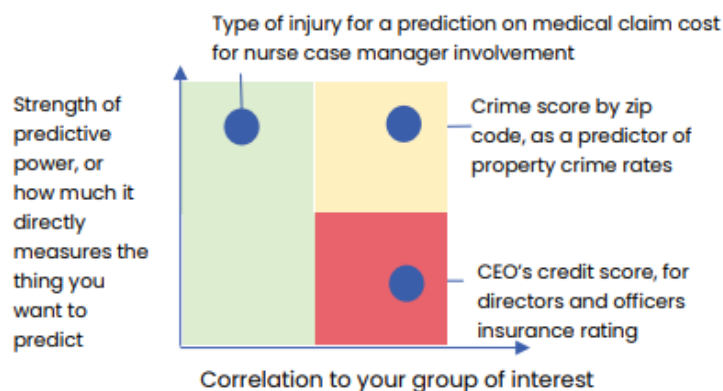 Type of injury for a prediction on medical claim cost
for nurse case manager involvement
Strength of
predictive
power, or
how much it
directly
measures the
thing you
want to
predict
Crime score by zip
code, as a predictor of
property crime rates
CEO's credit score, for
directors and officers
insurance rating
Correlation to your group of interest